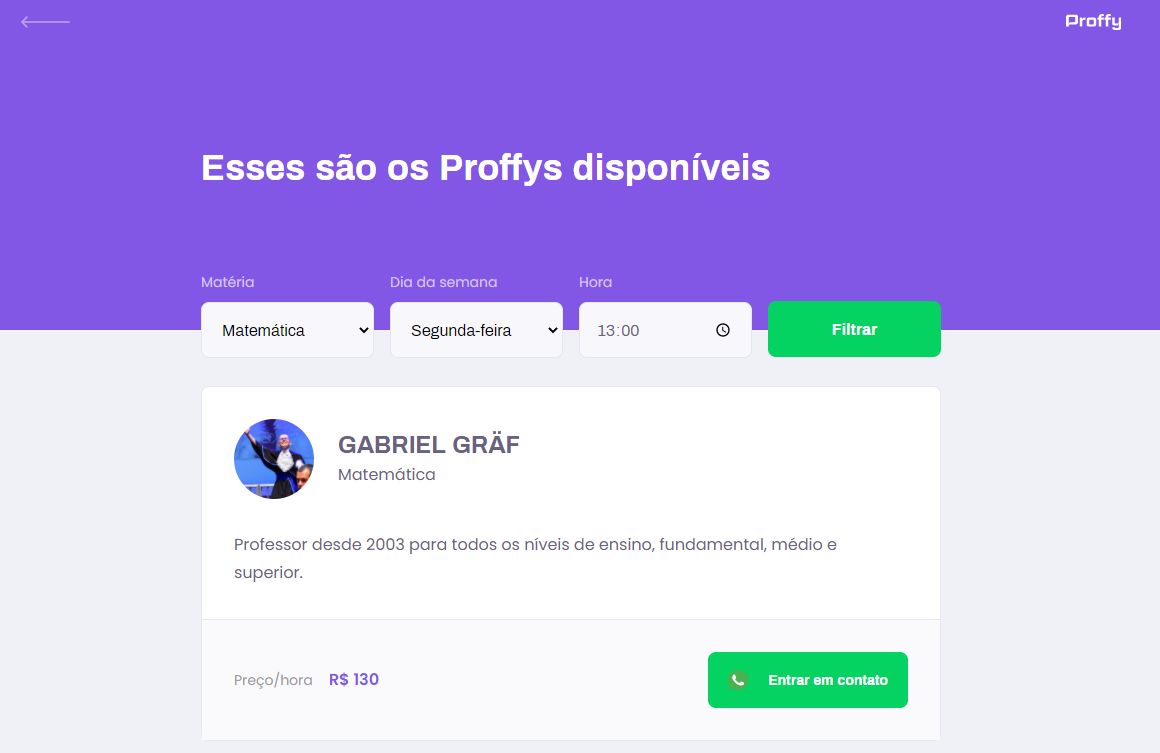 Proffy
Esses são os Proffys disponíveis
Matéria
Dia da semana
Hora
Matemática
Segunda-feira
13:00
Filtrar
GABRIEL GRÄF
Matemática
Professor desde 2003 para todos os níveis de ensino, fundamental, médio e
superior.
Preço/hora R$ 130
Entrar em contato